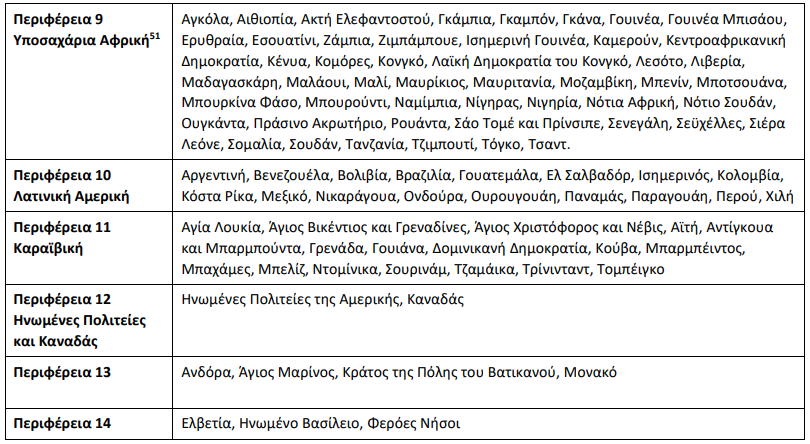 Περιφέρεια 9
Υποσαχάρια Αφρική⁵¹
Αγκόλα, Αιθιοπία, Ακτή Ελεφαντοστού, Γκάμπια, Γκαμπόν, Γκάνα, Γουινέα, Γουινέα Μπισάου,
Ερυθραία, Εσουατίνι, Ζάμπια, Ζιμπάμπουε, Ισημερινή Γουινέα, Καμερούν, Κεντροαφρικανική
Δημοκρατία, Κένυα, Κομόρες, Κονγκό, Λαϊκή Δημοκρατία του Κονγκό, Λεσότο, Λιβερία,
Μαδαγασκάρη, Μαλάουι, Μαλί, Μαυρίκιος, Μαυριτανία, Μοζαμβίκη, Μπενίν, Μποτσουάνα,
Μπουρκίνα Φάσο, Μπουρούντι, Ναμίμπια, Νίγηρας, Νιγηρία, Νότια Αφρική, Νότιο Σουδάν,
Ουγκάντα, Πράσινο Ακρωτήριο, Ρουάντα, Σάο Τομέ και Πρίνσιπε, Σενεγάλη, Σεϋχέλλες, Σιέρα
Λεόνε, Σομαλία, Σουδάν, Τανζανία, Τζιμπουτί, Τόγκο, Τσαντ.
Περιφέρεια 10
Λατινική Αμερική
Αργεντινή, Βενεζουέλα, Βολιβία, Βραζιλία, Γουατεμάλα, Ελ Σαλβαδόρ, Ισημερινός, Κολομβία,
Κόστα Ρίκα, Μεξικό, Νικαράγουα, Ονδούρα, Ουρουγουάη, Παναμάς, Παραγουάη, Περού, Χιλή
Περιφέρεια 11
Καραϊβική
Αγία Λουκία, Άγιος Βικέντιος και Γρεναδίνες, Άγιος Χριστόφορος και Νέβις, Αϊτή, Αντίγκουα
και Μπαρμπούντα, Γρενάδα, Γουιάνα, Δομινικανή Δημοκρατία, Κούβα, Μπαρμπέιντος,
Μπαχάμες, Μπελίζ, Ντομίνικα, Σουρινάμ, Τζαμάικα, Τρίνινταντ, Τομπέιγκο
Περιφέρεια 12
Ηνωμένες Πολιτείες
και Καναδάς
Ηνωμένες Πολιτείες της Αμερικής, Καναδάς
Περιφέρεια 13
Ανδόρα, Άγιος Μαρίνος, Κράτος της Πόλης του Βατικανού, Μονακό
Περιφέρεια 14
Ελβετία, Ηνωμένο Βασίλειο, Φερόες Νήσοι